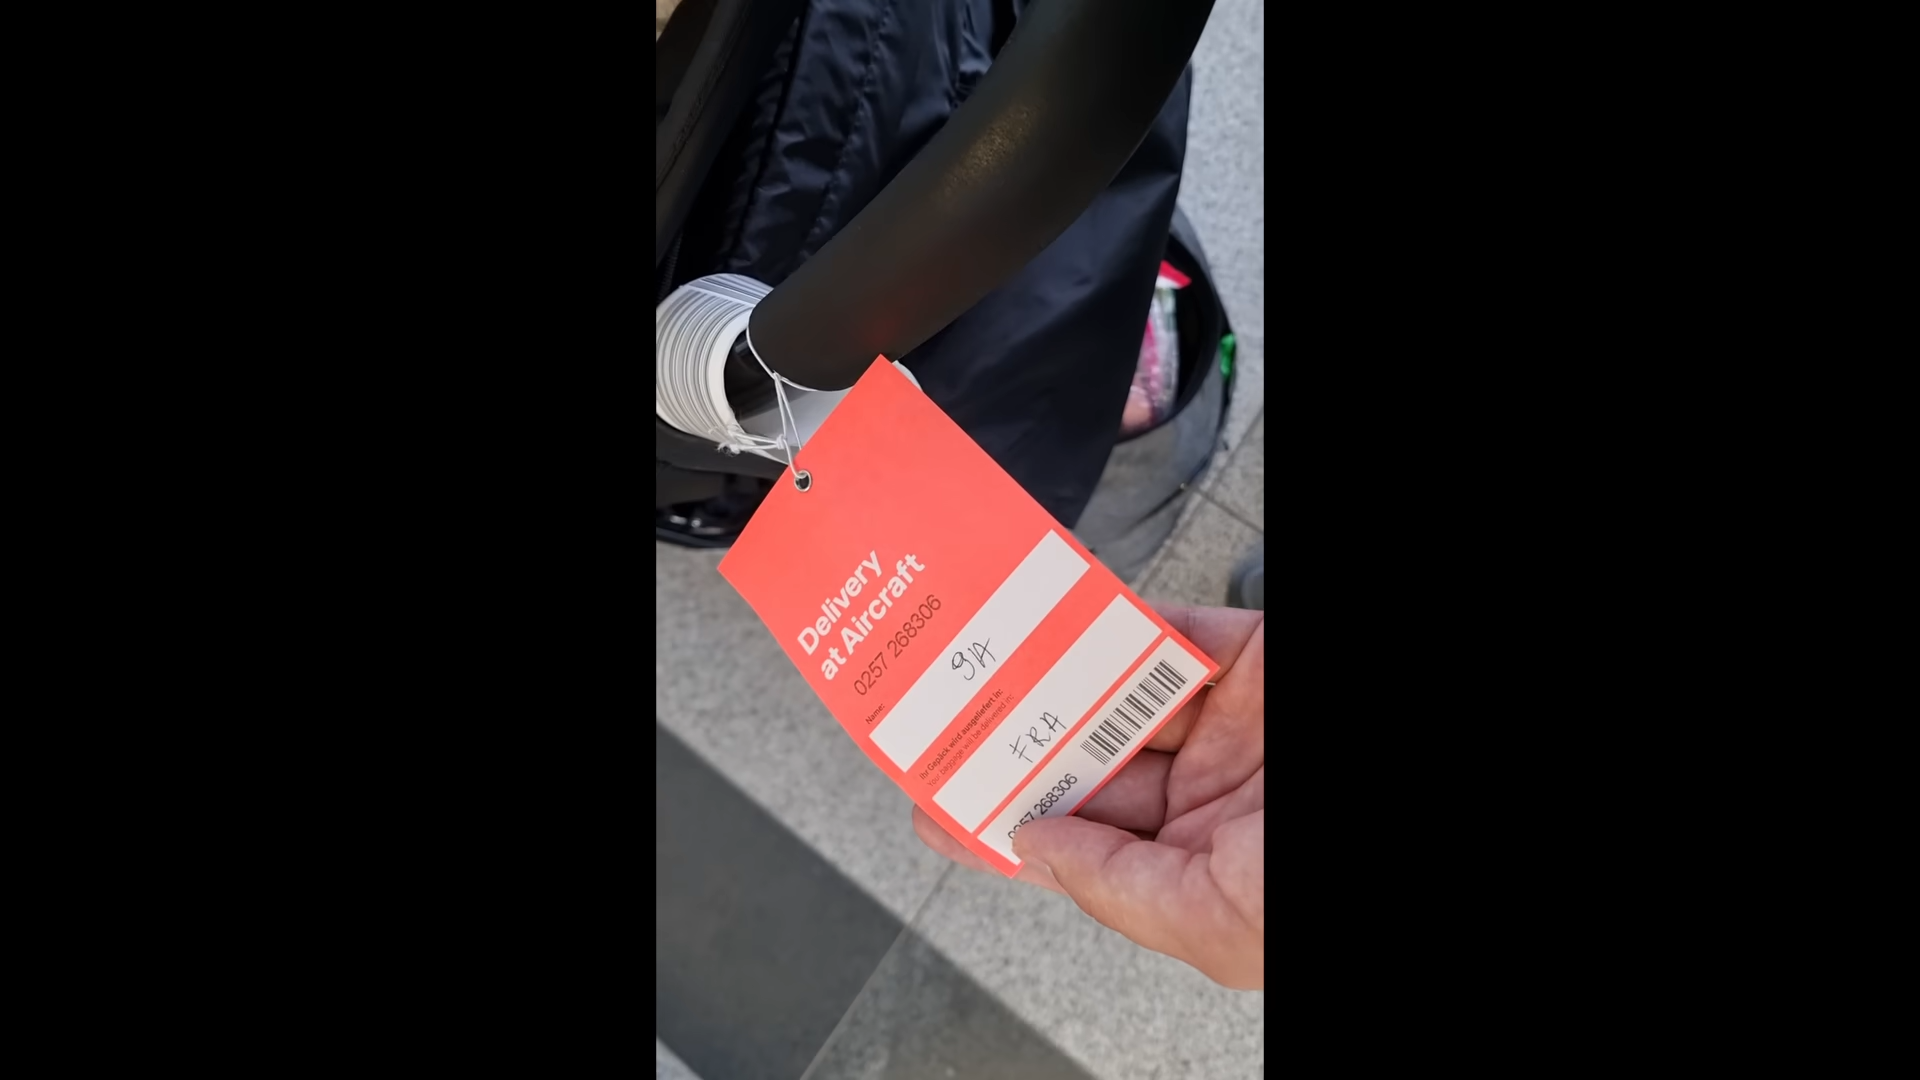 Delivery
at Aircraft
0257 268306
Name:
91A
Ihr Gepäck wird ausgeliefert in:
Your baggage will be delivered in:
FRA
0257 268306